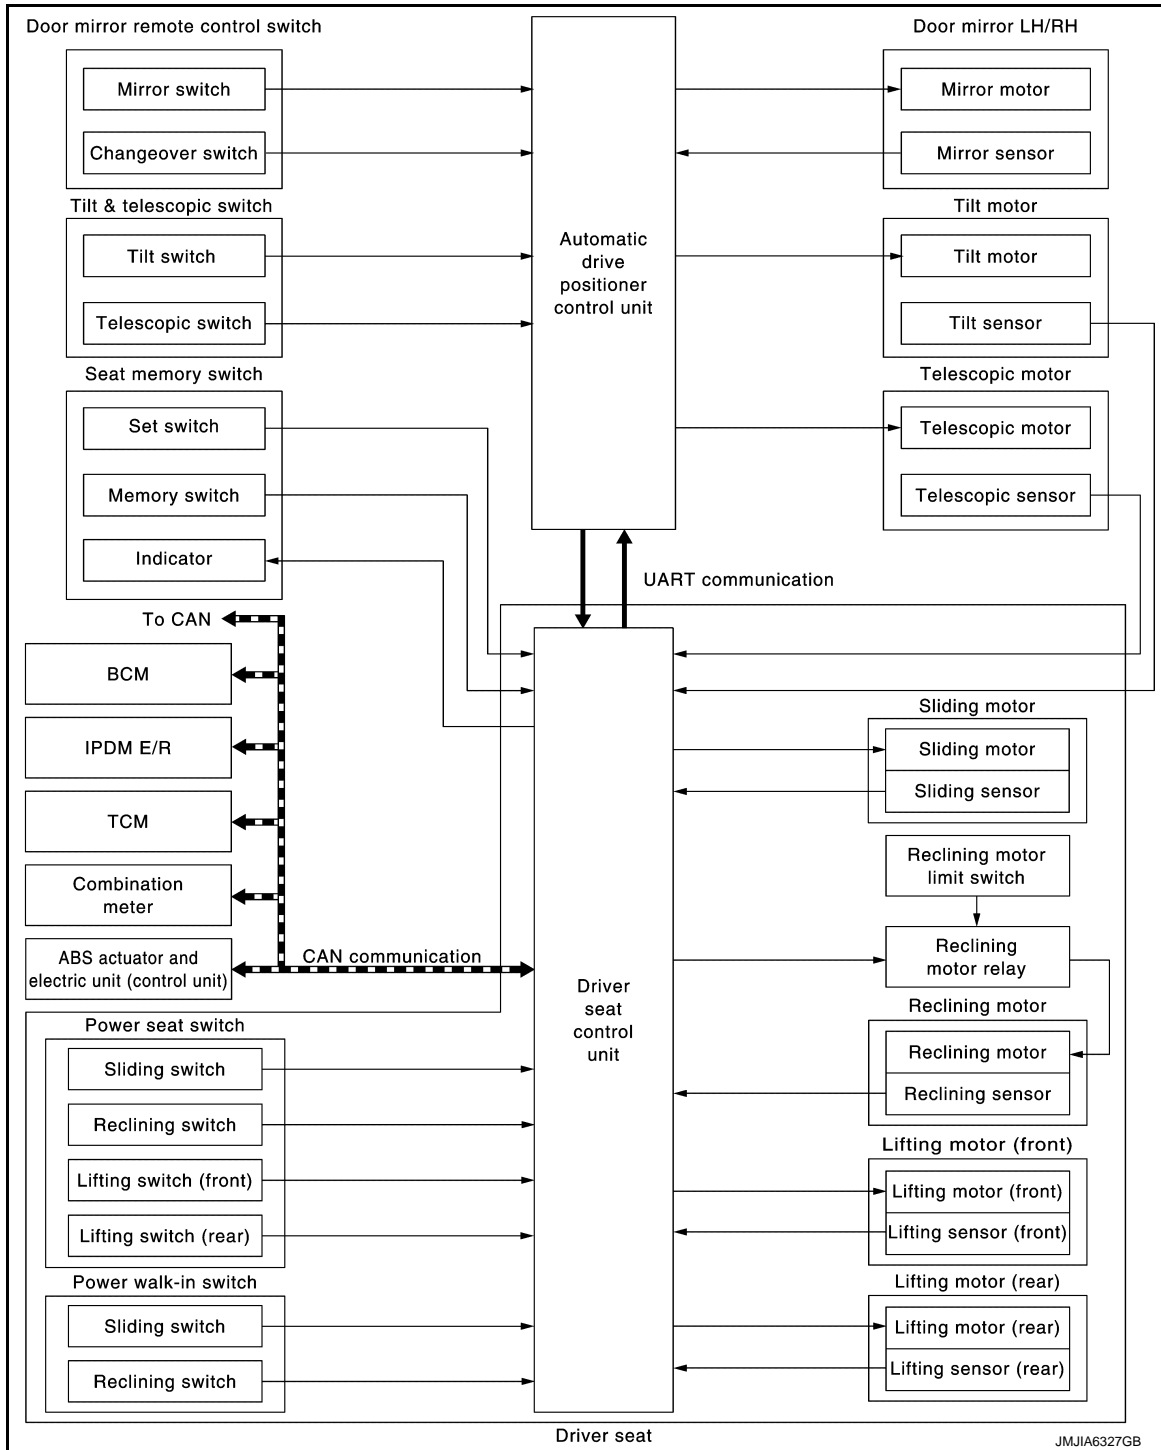 Door mirror remote control switch
Mirror switch
Changeover switch
Tilt & telescopic switch
Tilt switch
Telescopic switch
Seat memory switch
Set switch
Memory switch
Indicator
To CAN
BCM
IPDM E/R
TCM
Combination
meter
ABS actuator and
electric unit (control unit)
CAN communication
Power seat switch
Sliding switch
Reclining switch
Lifting switch (front)
Lifting switch (rear)
Power walk-in switch
Sliding switch
Reclining switch
Automatic
drive
positioner
control unit
UART communication
Driver
seat
control
unit
Driver seat
Door mirror LH/RH
Mirror motor
Mirror sensor
Tilt motor
Tilt motor
Tilt sensor
Telescopic motor
Telescopic motor
Telescopic sensor
Sliding motor
Sliding motor
Sliding sensor
Reclining motor
limit switch
Reclining
motor relay
Reclining motor
Reclining motor
Reclining sensor
Lifting motor (front)
Lifting motor (front)
Lifting sensor (front)
Lifting motor (rear)
Lifting motor (rear)
Lifting sensor (rear)
JMJIA6327GB